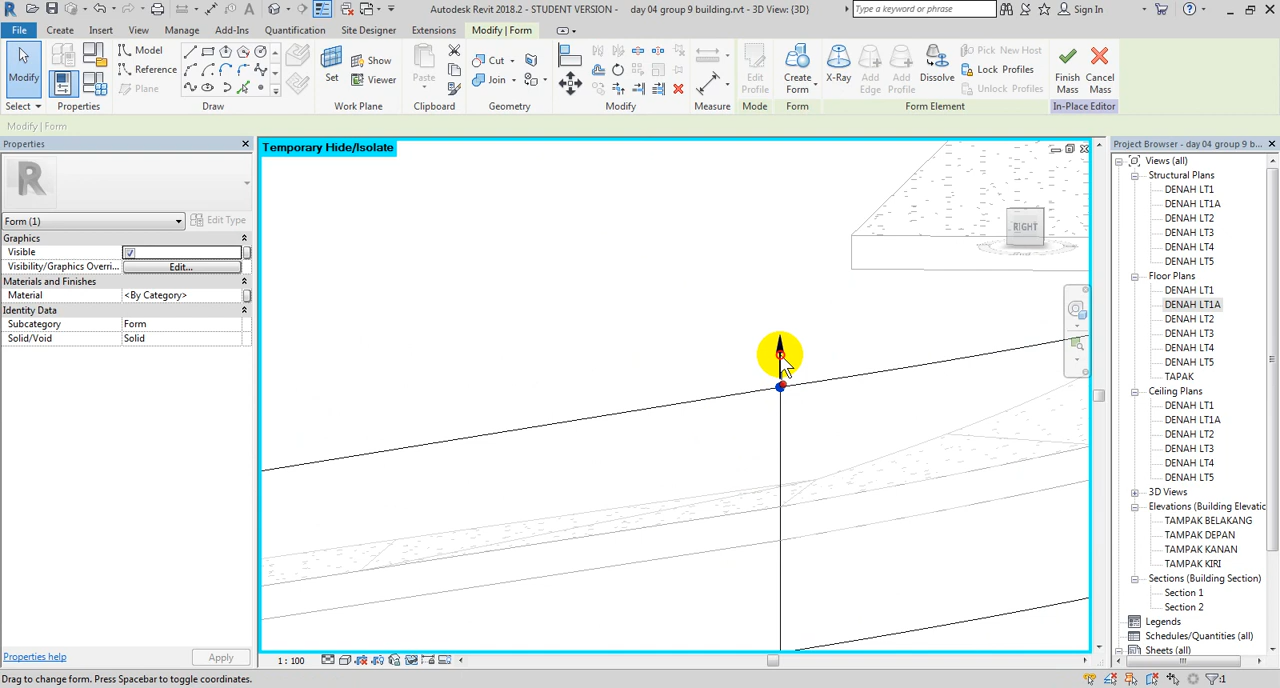 Autodesk Revit 2018.2 - STUDENT VERSION - day 04 group 9 building.rvt - 3D View: {3D}
Type a keyword or phrase
Sign In
File Create Insert View Manage Add-Ins Quantification Site Designer Extensions Modify | Form
Modify
Model
Reference
Plane
Set
Show
Viewer
Paste
Cut
Join
Edit Profile
Create Form
X-Ray
Add Edge
Add Profile
Dissolve
Pick New Host
Lock Profiles
Unlock Profiles
Finish Mass
Cancel Mass
Select Properties Draw Work Plane Clipboard Geometry Modify Measure Mode Form Form Element In-Place Editor
Modify | Form
Properties
Form (1)
Edit Type
Graphics
Visible
Visibility/Graphics Overri... Edit...
Materials and Finishes
Material <By Category>
Identity Data
Subcategory Form
Solid/Void Solid
Properties help
Apply
Temporary Hide/Isolate
RIGHT
1 : 100
Project Browser - day 04 group 9 b...
Views (all)
Structural Plans
DENAH LT1
DENAH LT1A
DENAH LT2
DENAH LT3
DENAH LT4
DENAH LT5
Floor Plans
DENAH LT1
DENAH LT1A
DENAH LT2
DENAH LT3
DENAH LT4
DENAH LT5
TAPAK
Ceiling Plans
DENAH LT1
DENAH LT1A
DENAH LT2
DENAH LT3
DENAH LT4
DENAH LT5
3D Views
Elevations (Building Elevatic
TAMPAK BELAKANG
TAMPAK DEPAN
TAMPAK KANAN
TAMPAK KIRI
Sections (Building Section)
Section 1
Section 2
Legends
Schedules/Quantities (all)
Sheets (all)
Drag to change form. Press Spacebar to toggle coordinates.
:1